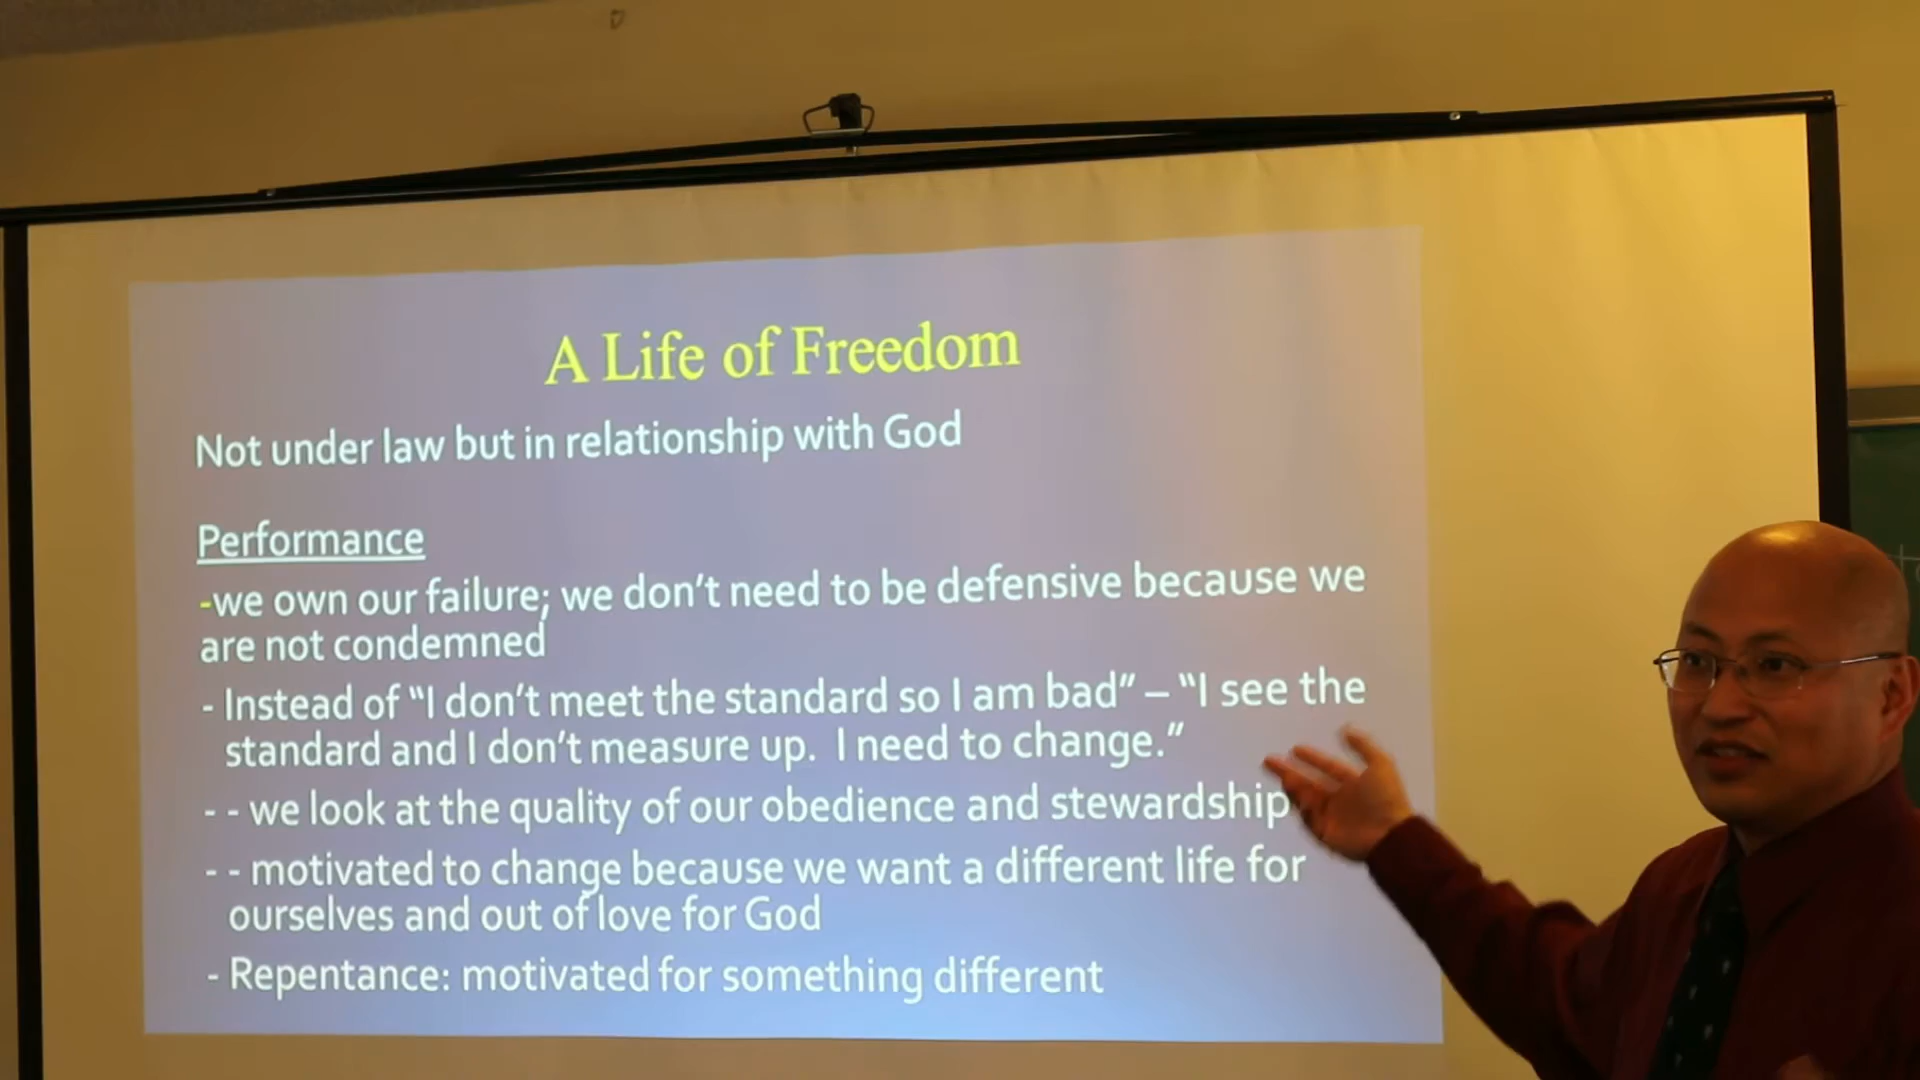 A Life of Freedom
Not under law but in relationship with God
Performance
-we own our failure; we don't need to be defensive because we
are not condemned
- Instead of “I don't meet the standard so I am bad” – “I see the
standard and I don't measure up.  I need to change.”
- - we look at the quality of our obedience and stewardship
- - motivated to change because we want a different life for
ourselves and out of love for God
- Repentance: motivated for something different